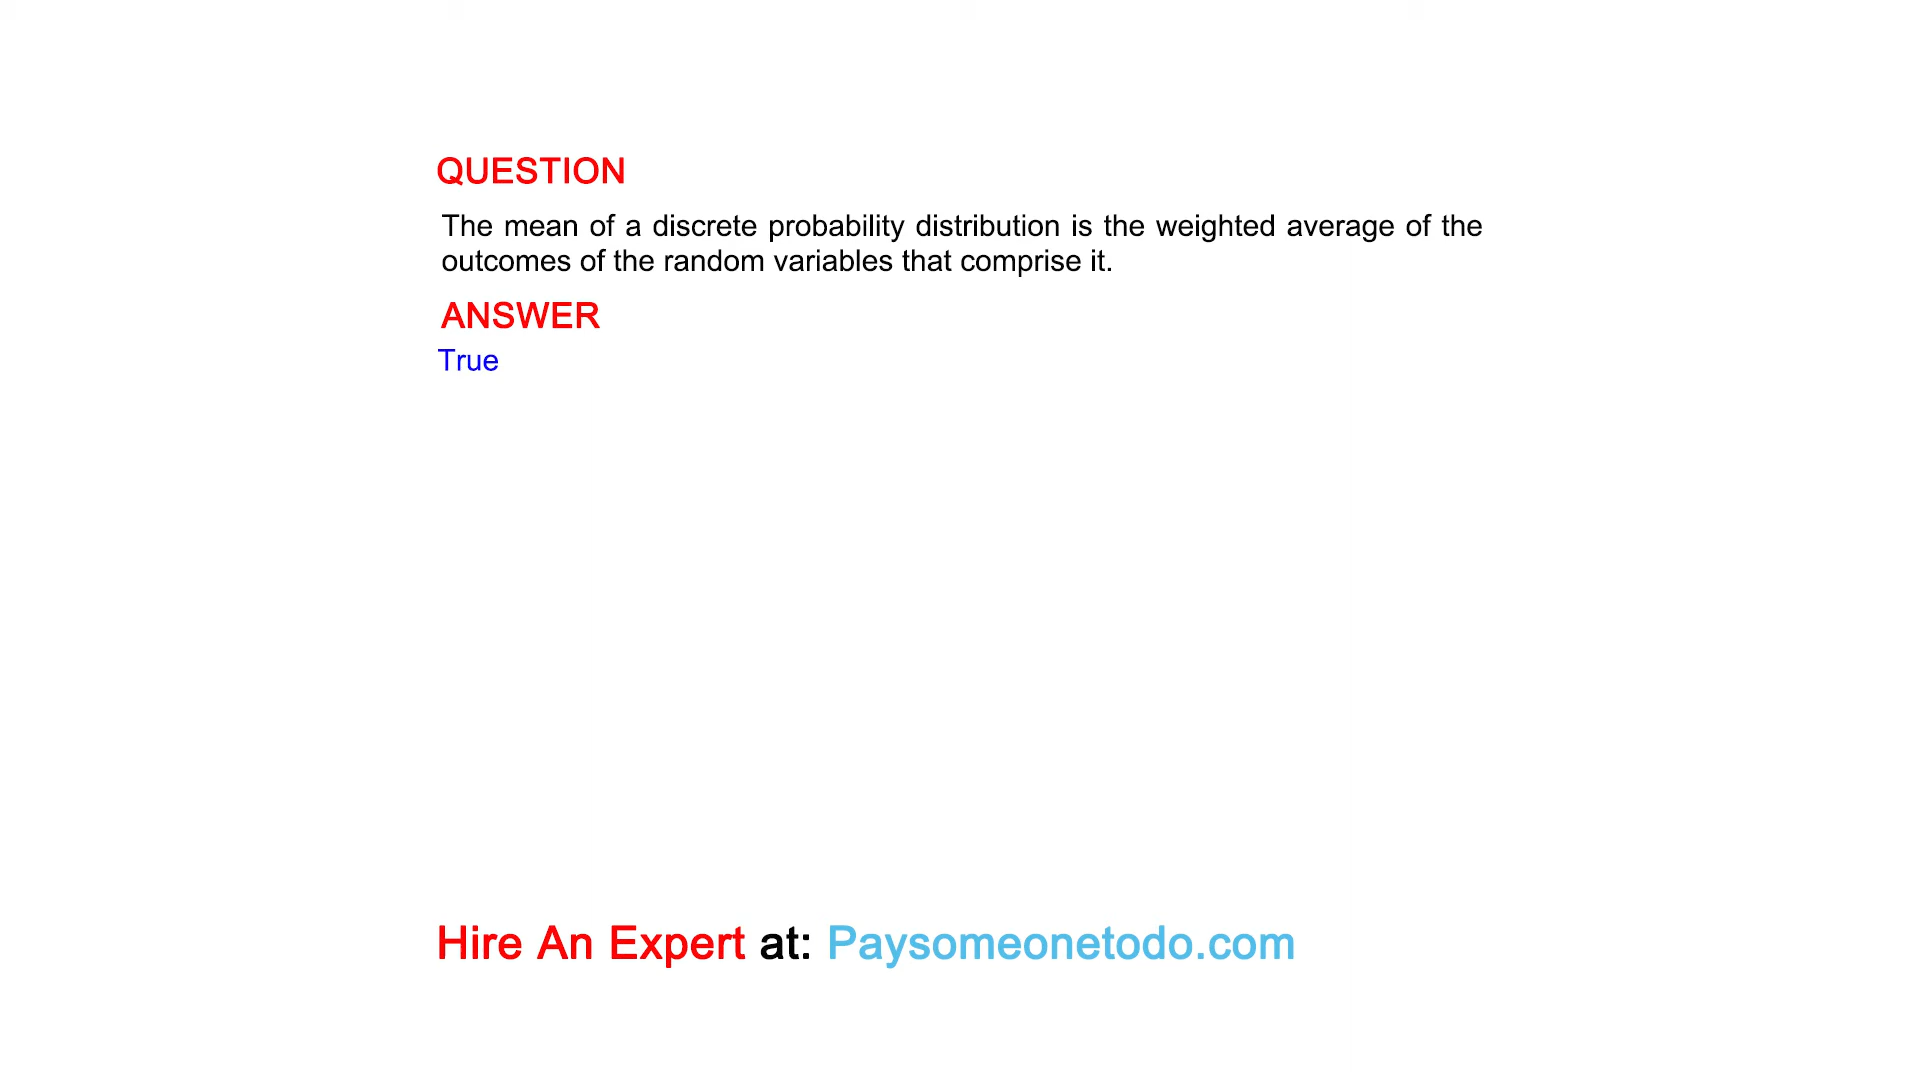 QUESTION
The mean of a discrete probability distribution is the weighted average of the
outcomes of the random variables that comprise it.
ANSWER
True
Hire An Expert at: Paysomeonetodo.com